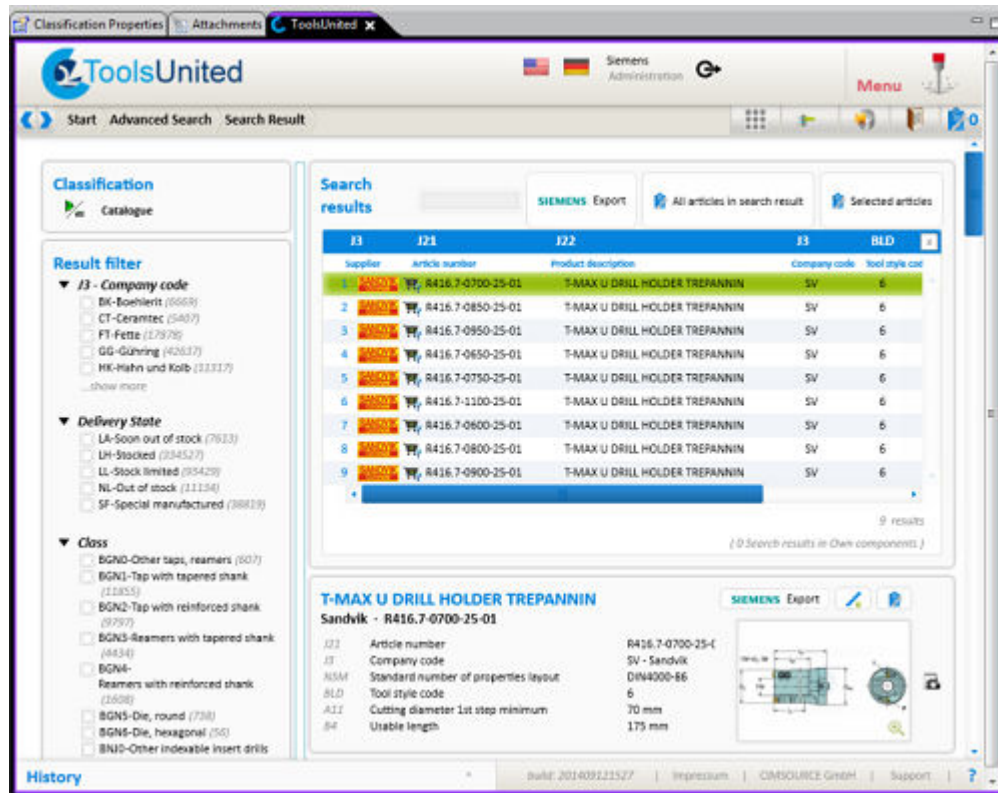 Classification Properties Attachments ToolsUnited
ToolsUnited
Siemens
Administration
Menu
Start Advanced Search Search Result
0
Classification
Catalogue
Result filter
J3 - Company code
BK-Boehlerit (6669)
CT-Ceramtec (5407)
FT-Fette (17978)
GG-Gühring (42637)
HK-Hahn und Kolb (11317)
...show more
Delivery State
LA-Soon out of stock (7613)
LH-Stocked (334527)
LL-Stock limited (93429)
NL-Out of stock (11134)
SF-Special manufactured (38819)
Class
BGN0-Other taps, reamers (607)
BGN1-Tap with tapered shank
(11855)
BGN2-Tap with reinforced shank
(9797)
BGN3-Reamers with tapered shank
(4434)
BGN4-
Reamers with reinforced shank
(1608)
BGN5-Die, round (738)
BGN6-Die, hexagonal (56)
BNJ0-Other indexable insert drills
Search
results
SIEMENS Export
All articles in search result
Selected articles
J3 J21 J22 J3 BLD
Supplier Article number Product description Company code Tool style cod
1 SANDVIK R416.7-0700-25-01 T-MAX U DRILL HOLDER TREPANNIN SV 6
2 SANDVIK R416.7-0850-25-01 T-MAX U DRILL HOLDER TREPANNIN SV 6
3 SANDVIK R416.7-0950-25-01 T-MAX U DRILL HOLDER TREPANNIN SV 6
4 SANDVIK R416.7-0650-25-01 T-MAX U DRILL HOLDER TREPANNIN SV 6
5 SANDVIK R416.7-0750-25-01 T-MAX U DRILL HOLDER TREPANNIN SV 6
6 SANDVIK R416.7-1100-25-01 T-MAX U DRILL HOLDER TREPANNIN SV 6
7 SANDVIK R416.7-0600-25-01 T-MAX U DRILL HOLDER TREPANNIN SV 6
8 SANDVIK R416.7-0800-25-01 T-MAX U DRILL HOLDER TREPANNIN SV 6
9 SANDVIK R416.7-0900-25-01 T-MAX U DRILL HOLDER TREPANNIN SV 6
9 results
( 0 Search results in Own components )
T-MAX U DRILL HOLDER TREPANNIN
SIEMENS Export
Sandvik - R416.7-0700-25-01
J21 Article number R416.7-0700-25-(
J3 Company code SV - Sandvik
NSM Standard number of properties layout DIN4000-86
BLD Tool style code 6
A11 Cutting diameter 1st step minimum 70 mm
B4 Usable length 175 mm
History
Build: 201409121527 | Impressum | CIMSOURCE GmbH | Support | ?